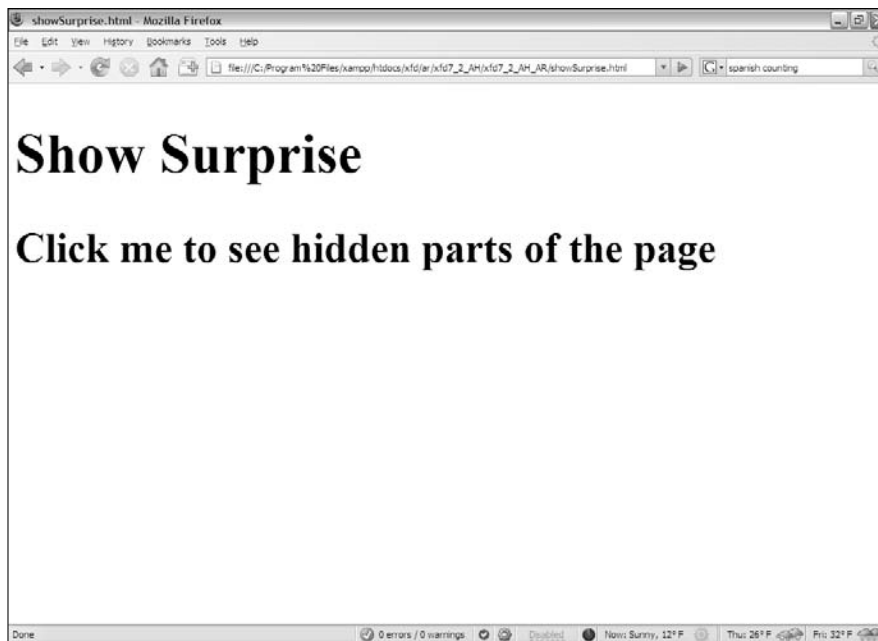 showSurprise.html - Mozilla Firefox
File Edit View History Bookmarks Tools Help
file:///C:/Program%20Files/xampp/htdocs/xfd/ar/xfd7_2_AH/xfd7_2_AH_AR/showSurprise.html
G spanish counting
Show Surprise
Click me to see hidden parts of the page
Done 0 errors / 0 warnings Disabled Now: Sunny, 12° F Thu: 26° F Fri: 32° F